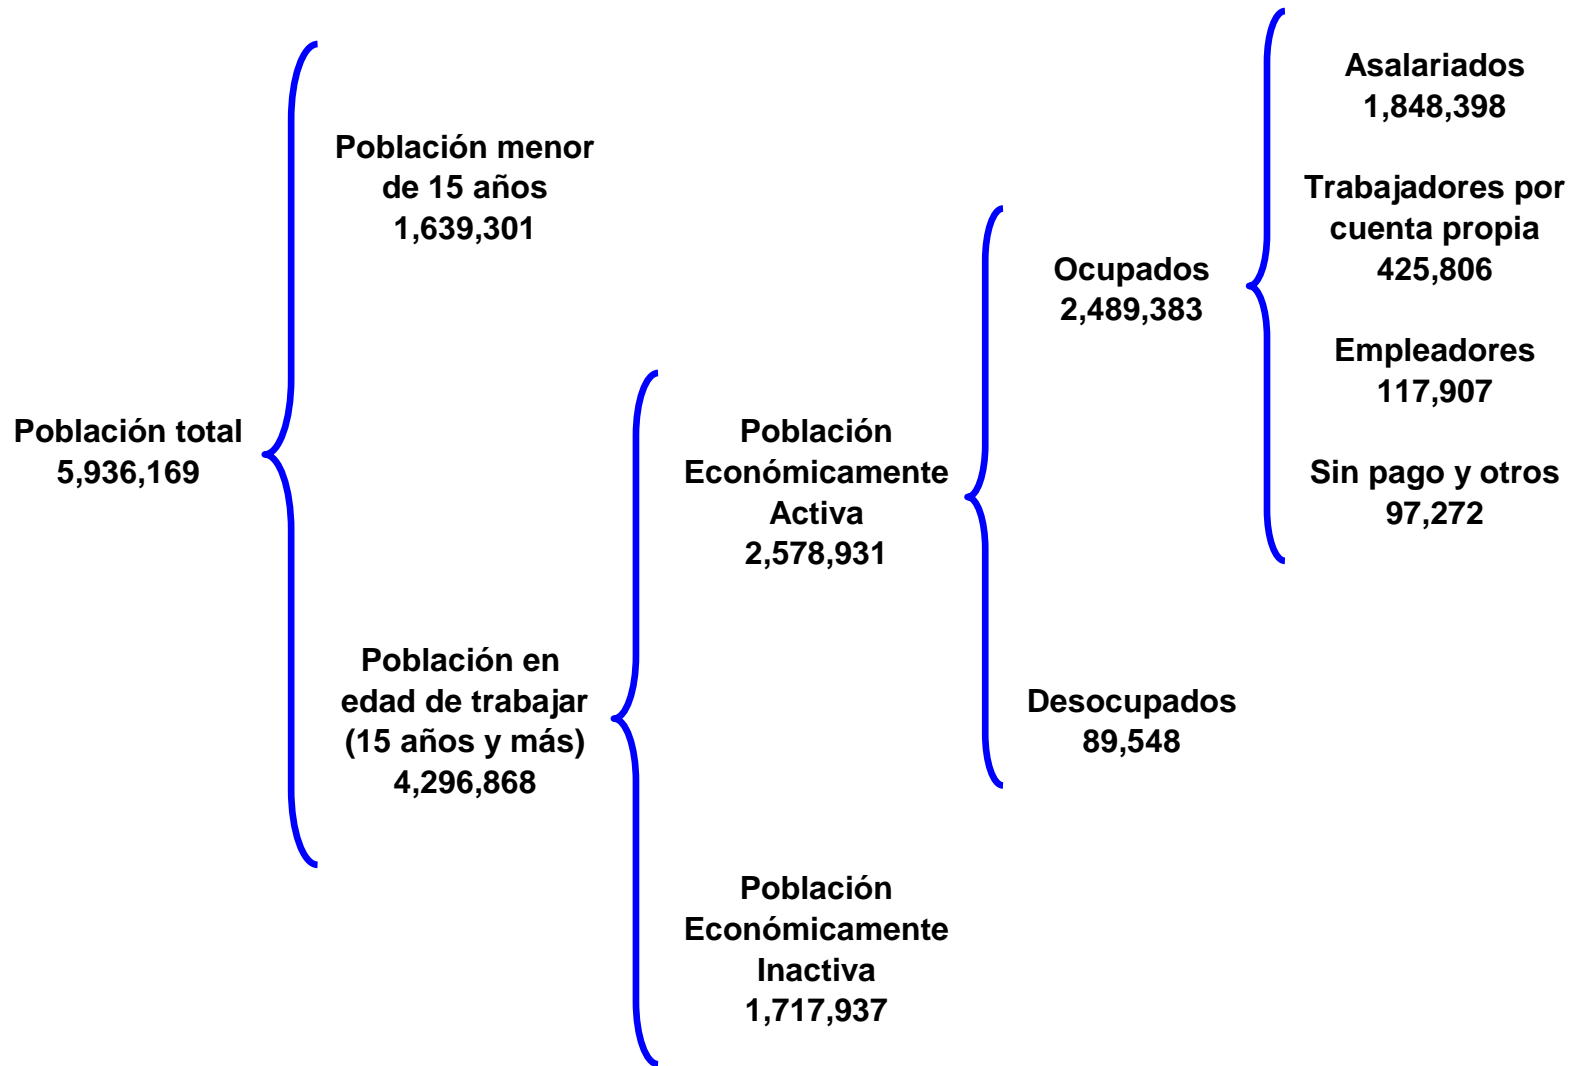 Población total
5,936,169
Población menor
de 15 años
1,639,301
Población en
edad de trabajar
(15 años y más)
4,296,868
Población
Económicamente
Activa
2,578,931
Población
Económicamente
Inactiva
1,717,937
Ocupados
2,489,383
Desocupados
89,548
Asalariados
1,848,398
Trabajadores por
cuenta propia
425,806
Empleadores
117,907
Sin pago y otros
97,272